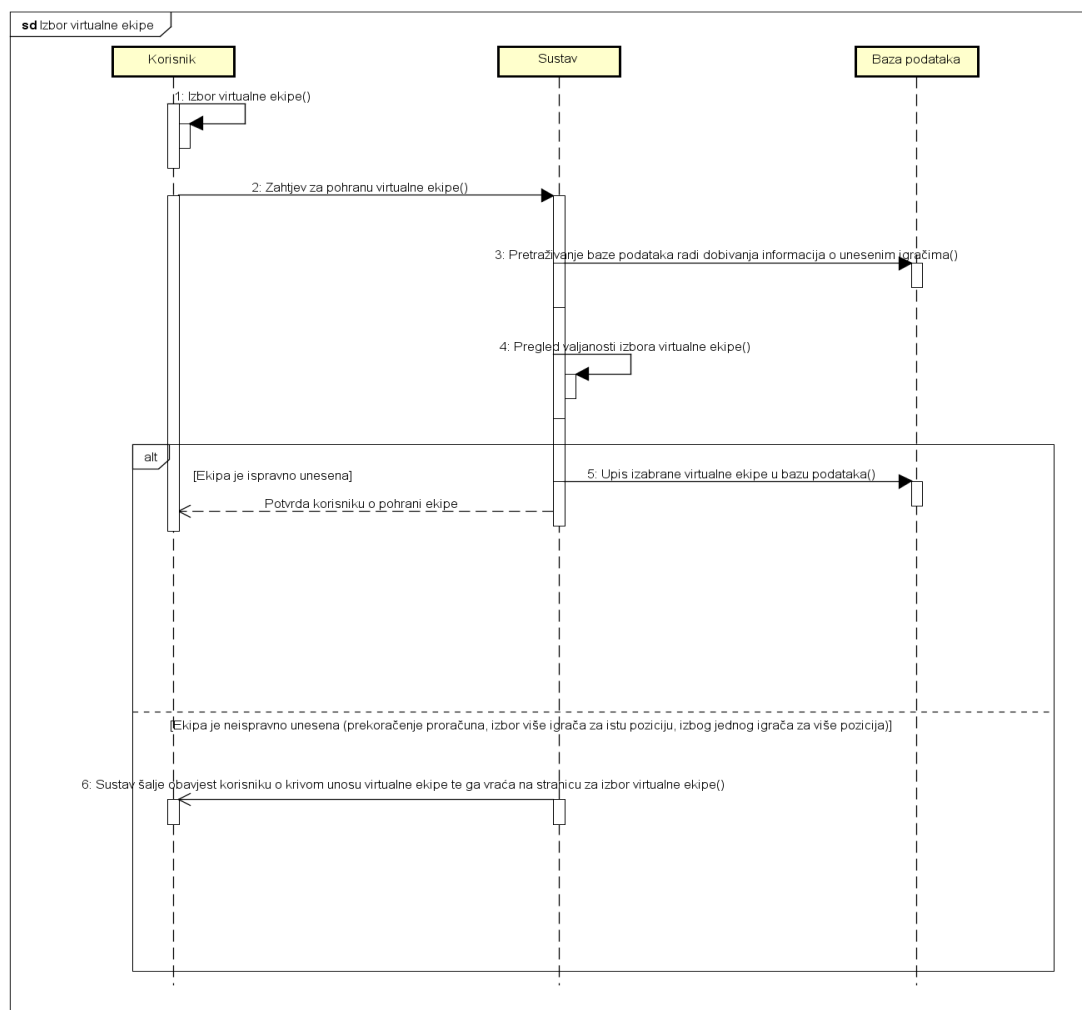 sd Izbor virtualne ekipe
Korisnik
Sustav
Baza podataka
1: Izbor virtualne ekipe()
2: Zahtjev za pohranu virtualne ekipe()
3: Pretraživanje baze podataka radi dobivanja informacija o unesenim igračima()
4: Pregled valjanosti izbora virtualne ekipe()
alt
[Ekipa je ispravno unesena]
5: Upis izabrane virtualne ekipe u bazu podataka()
Potvrda korisniku o pohrani ekipe
[Ekipa je neispravno unesena (prekoračenje proračuna, izbor više igrača za istu poziciju, izbog jednog igrača za više pozicija)]
6: Sustav šalje obavjest korisniku o krivom unosu virtualne ekipe te ga vraća na stranicu za izbor virtualne ekipe()